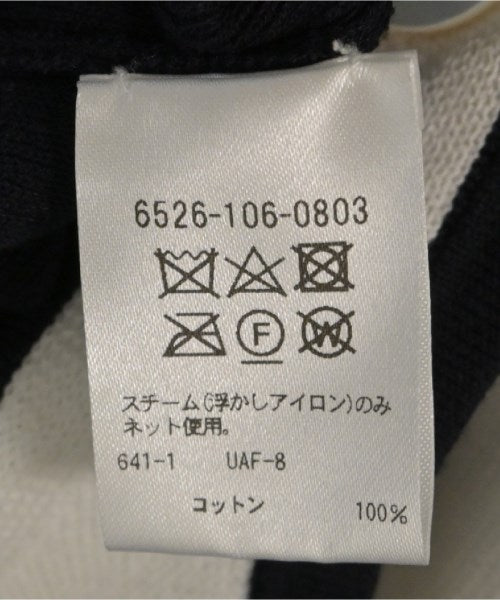 6526-106-0803
F W
スチーム(浮かしアイロン)のみ
ネット使用。
641-1 UAF-8
コットン 100%